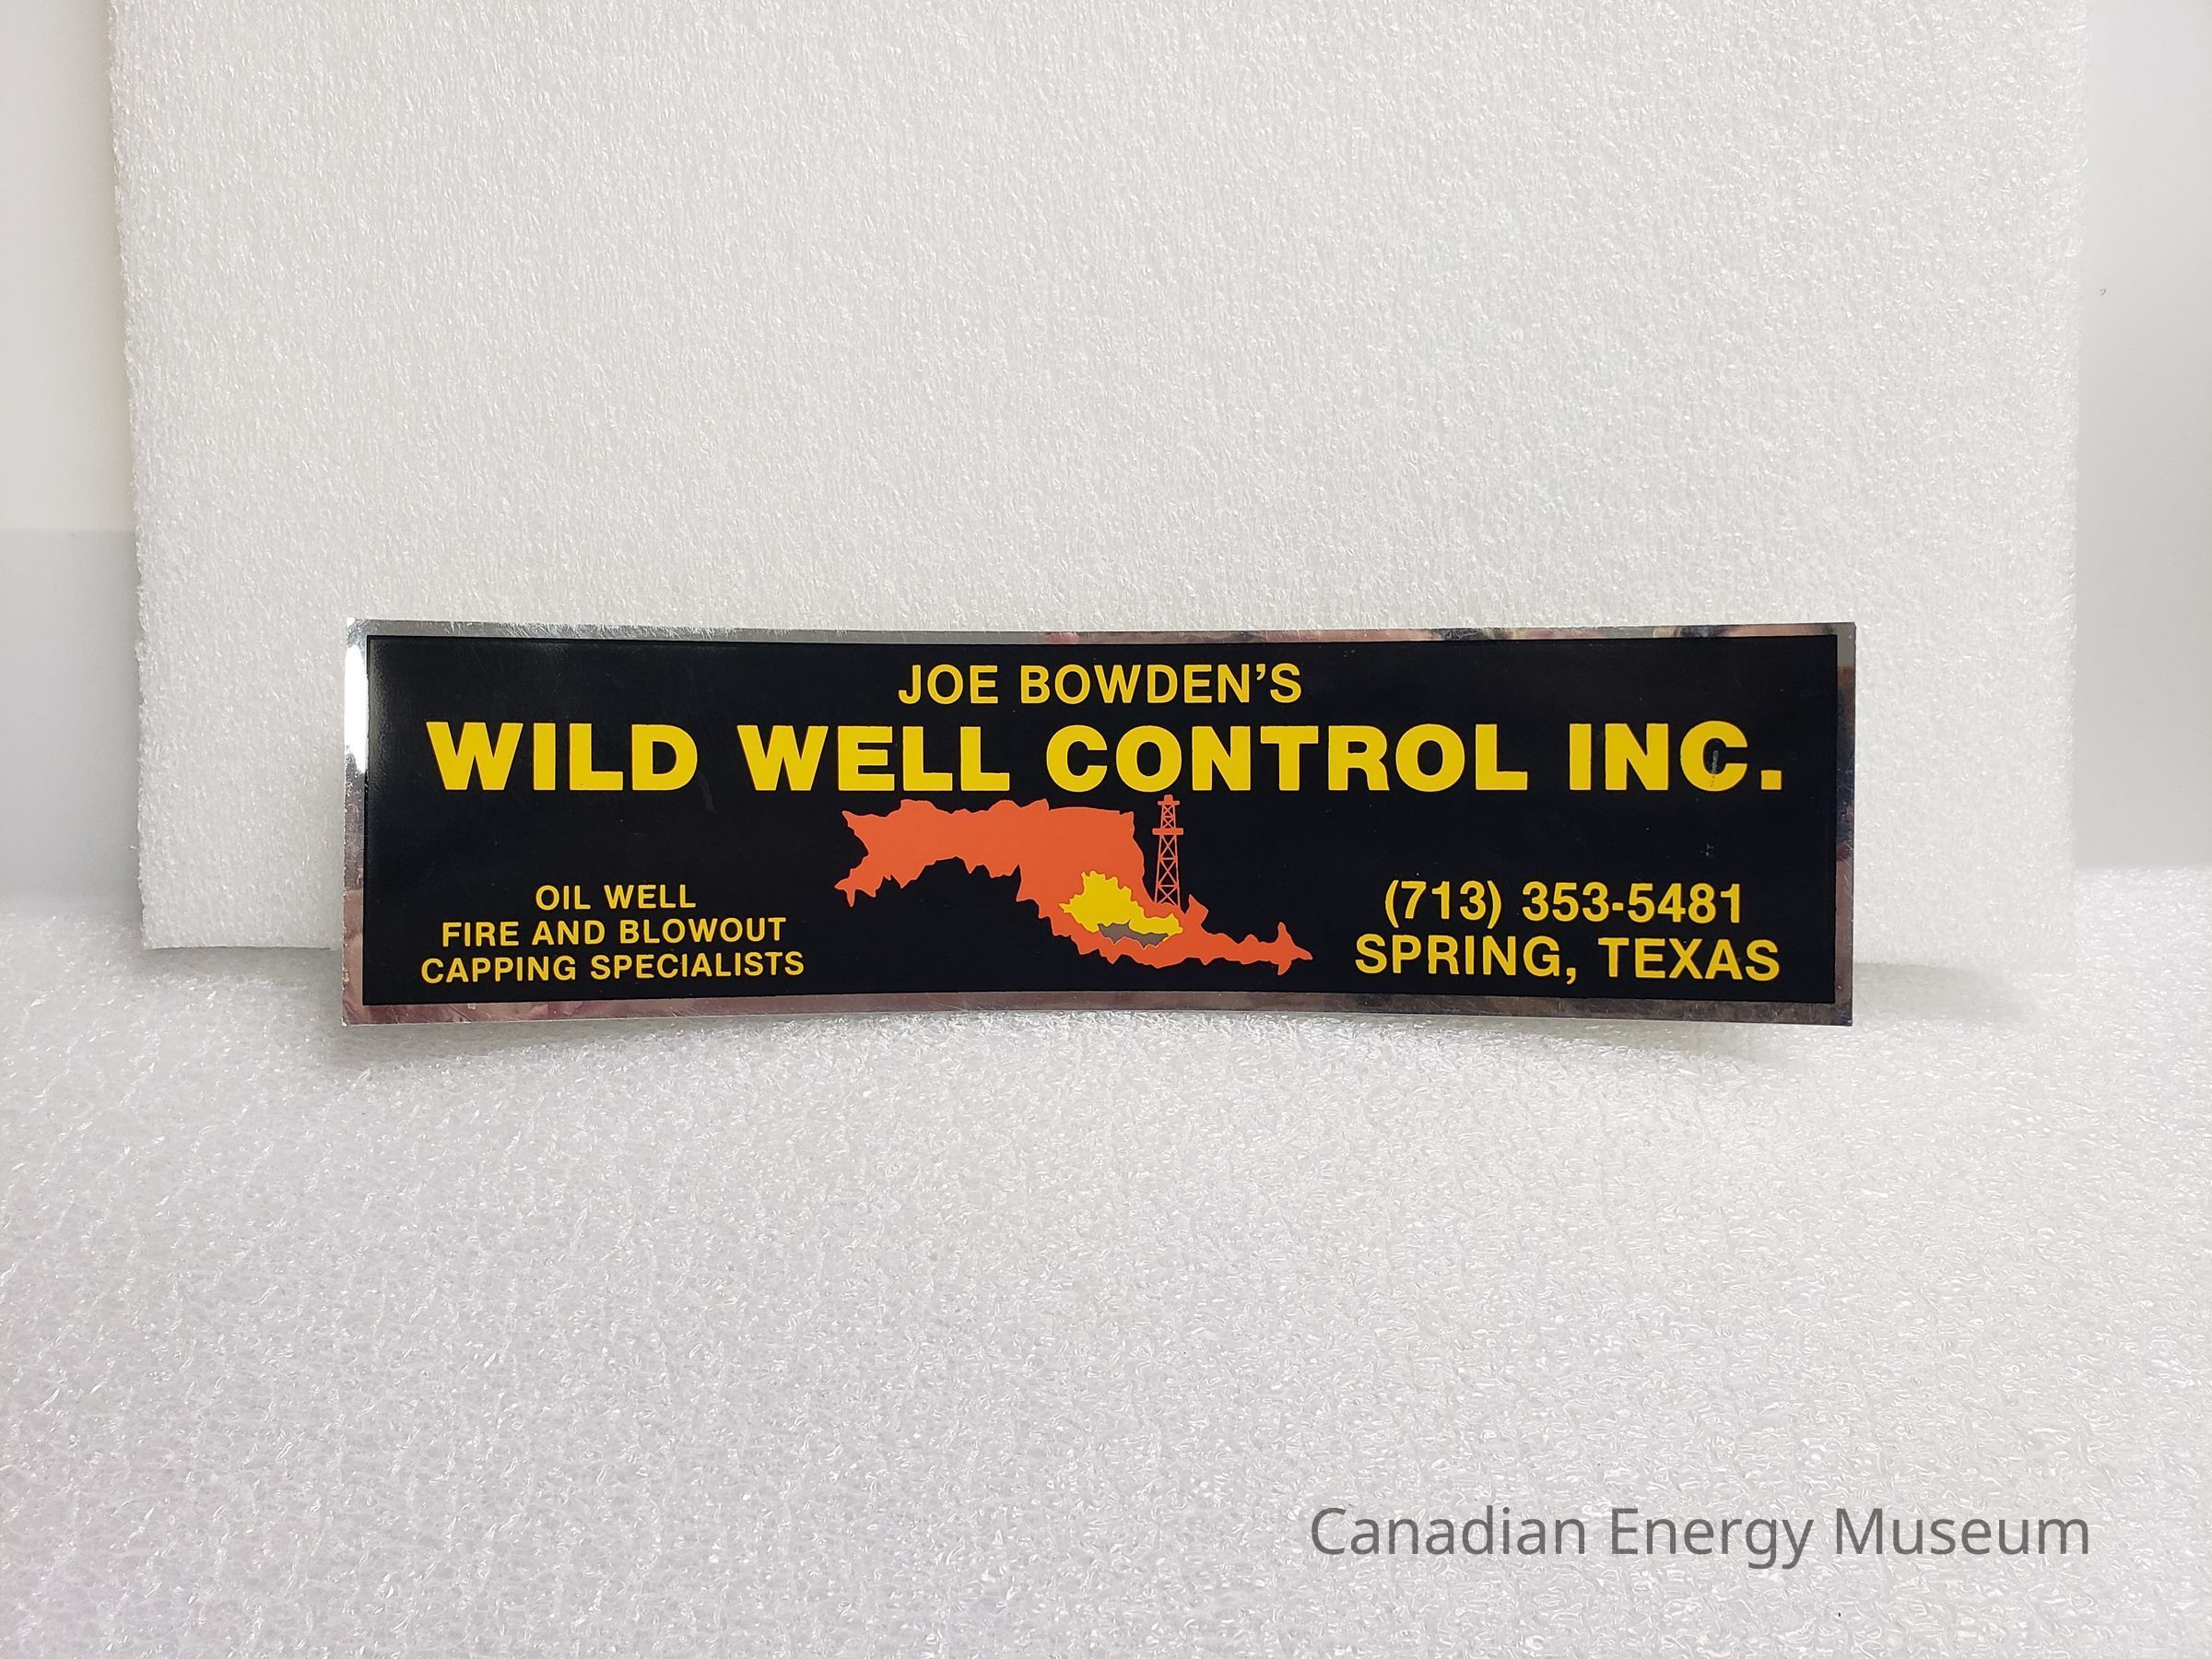 JOE BOWDEN'S
WILD WELL CONTROL INC.
OIL WELL
FIRE AND BLOWOUT
CAPPING SPECIALISTS
(713) 353-5481
SPRING, TEXAS
Canadian Energy Museum